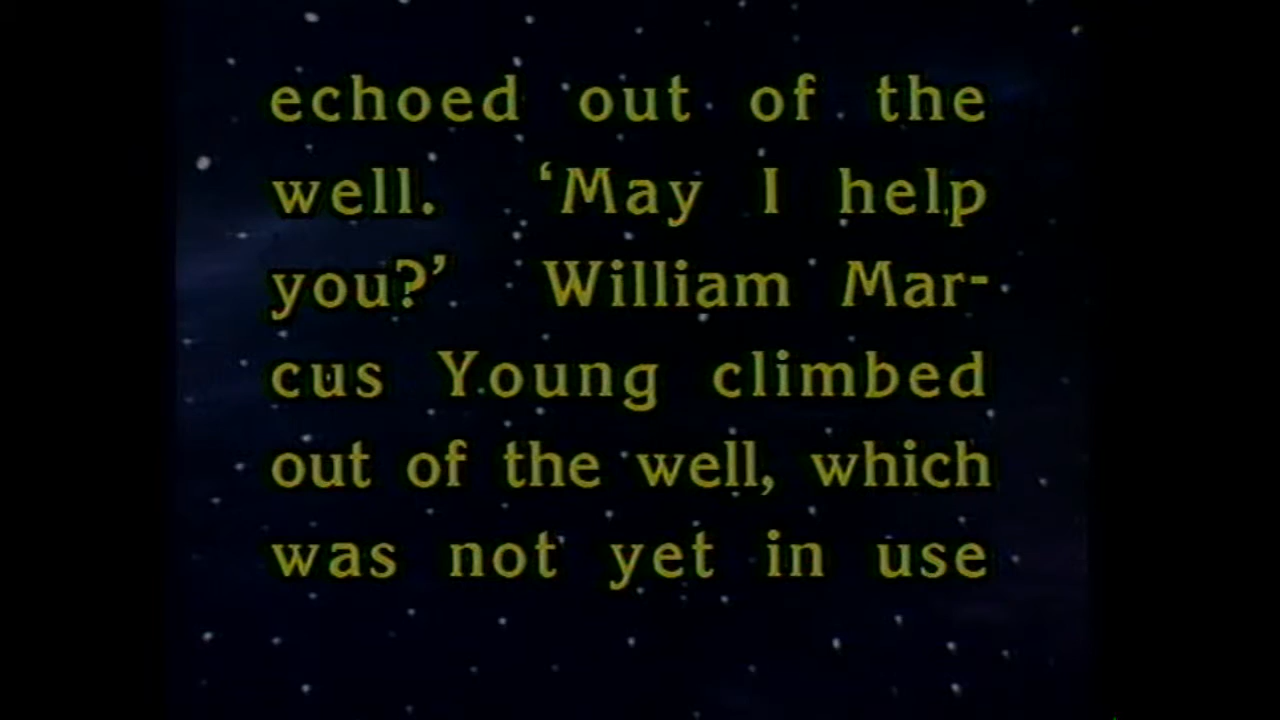 echoed out of the
well. ‘May I help
you?’ William Mar-
cus Young climbed
out of the well, which
was not yet in use